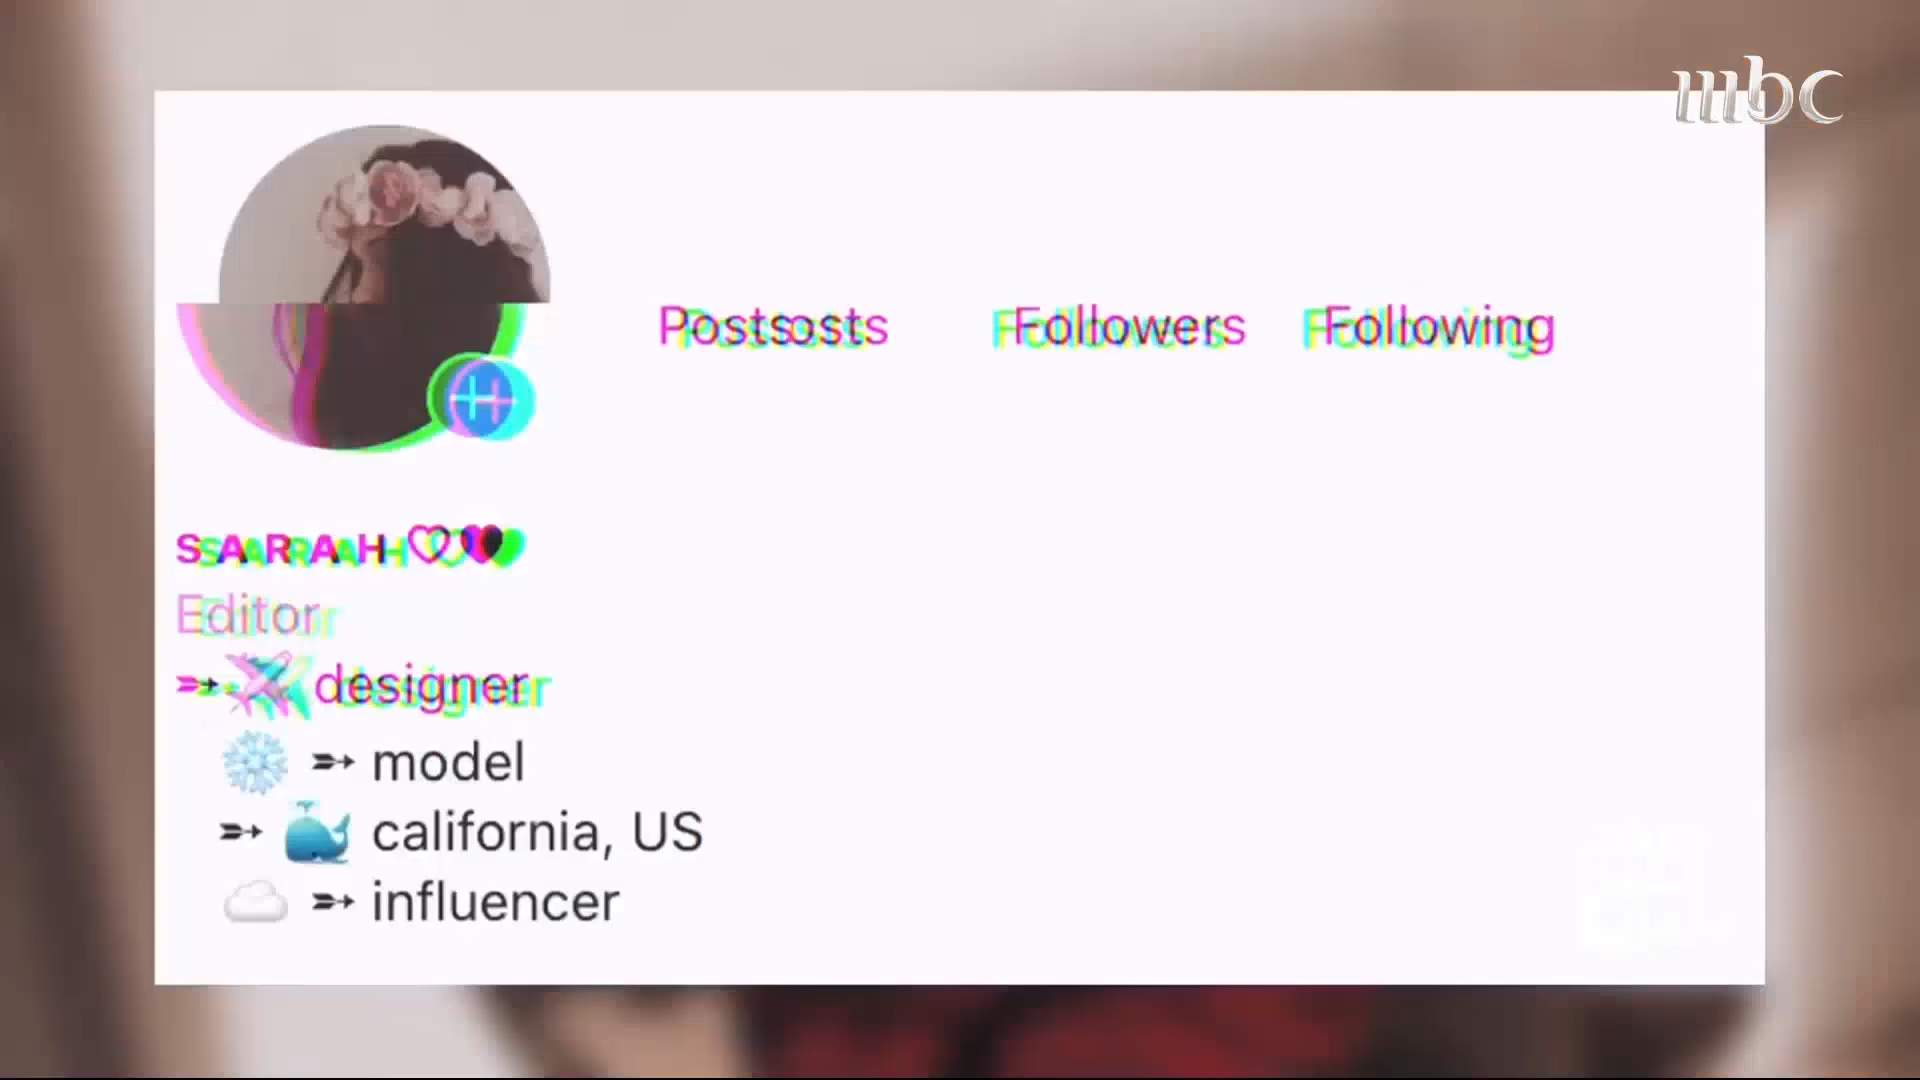 mbc
Posts Followers Following
SARAH♡♥
Editor
➳ ✈️ designer
❄️ ➳ model
➳ 🐳 california, US
☁️ ➳ influencer